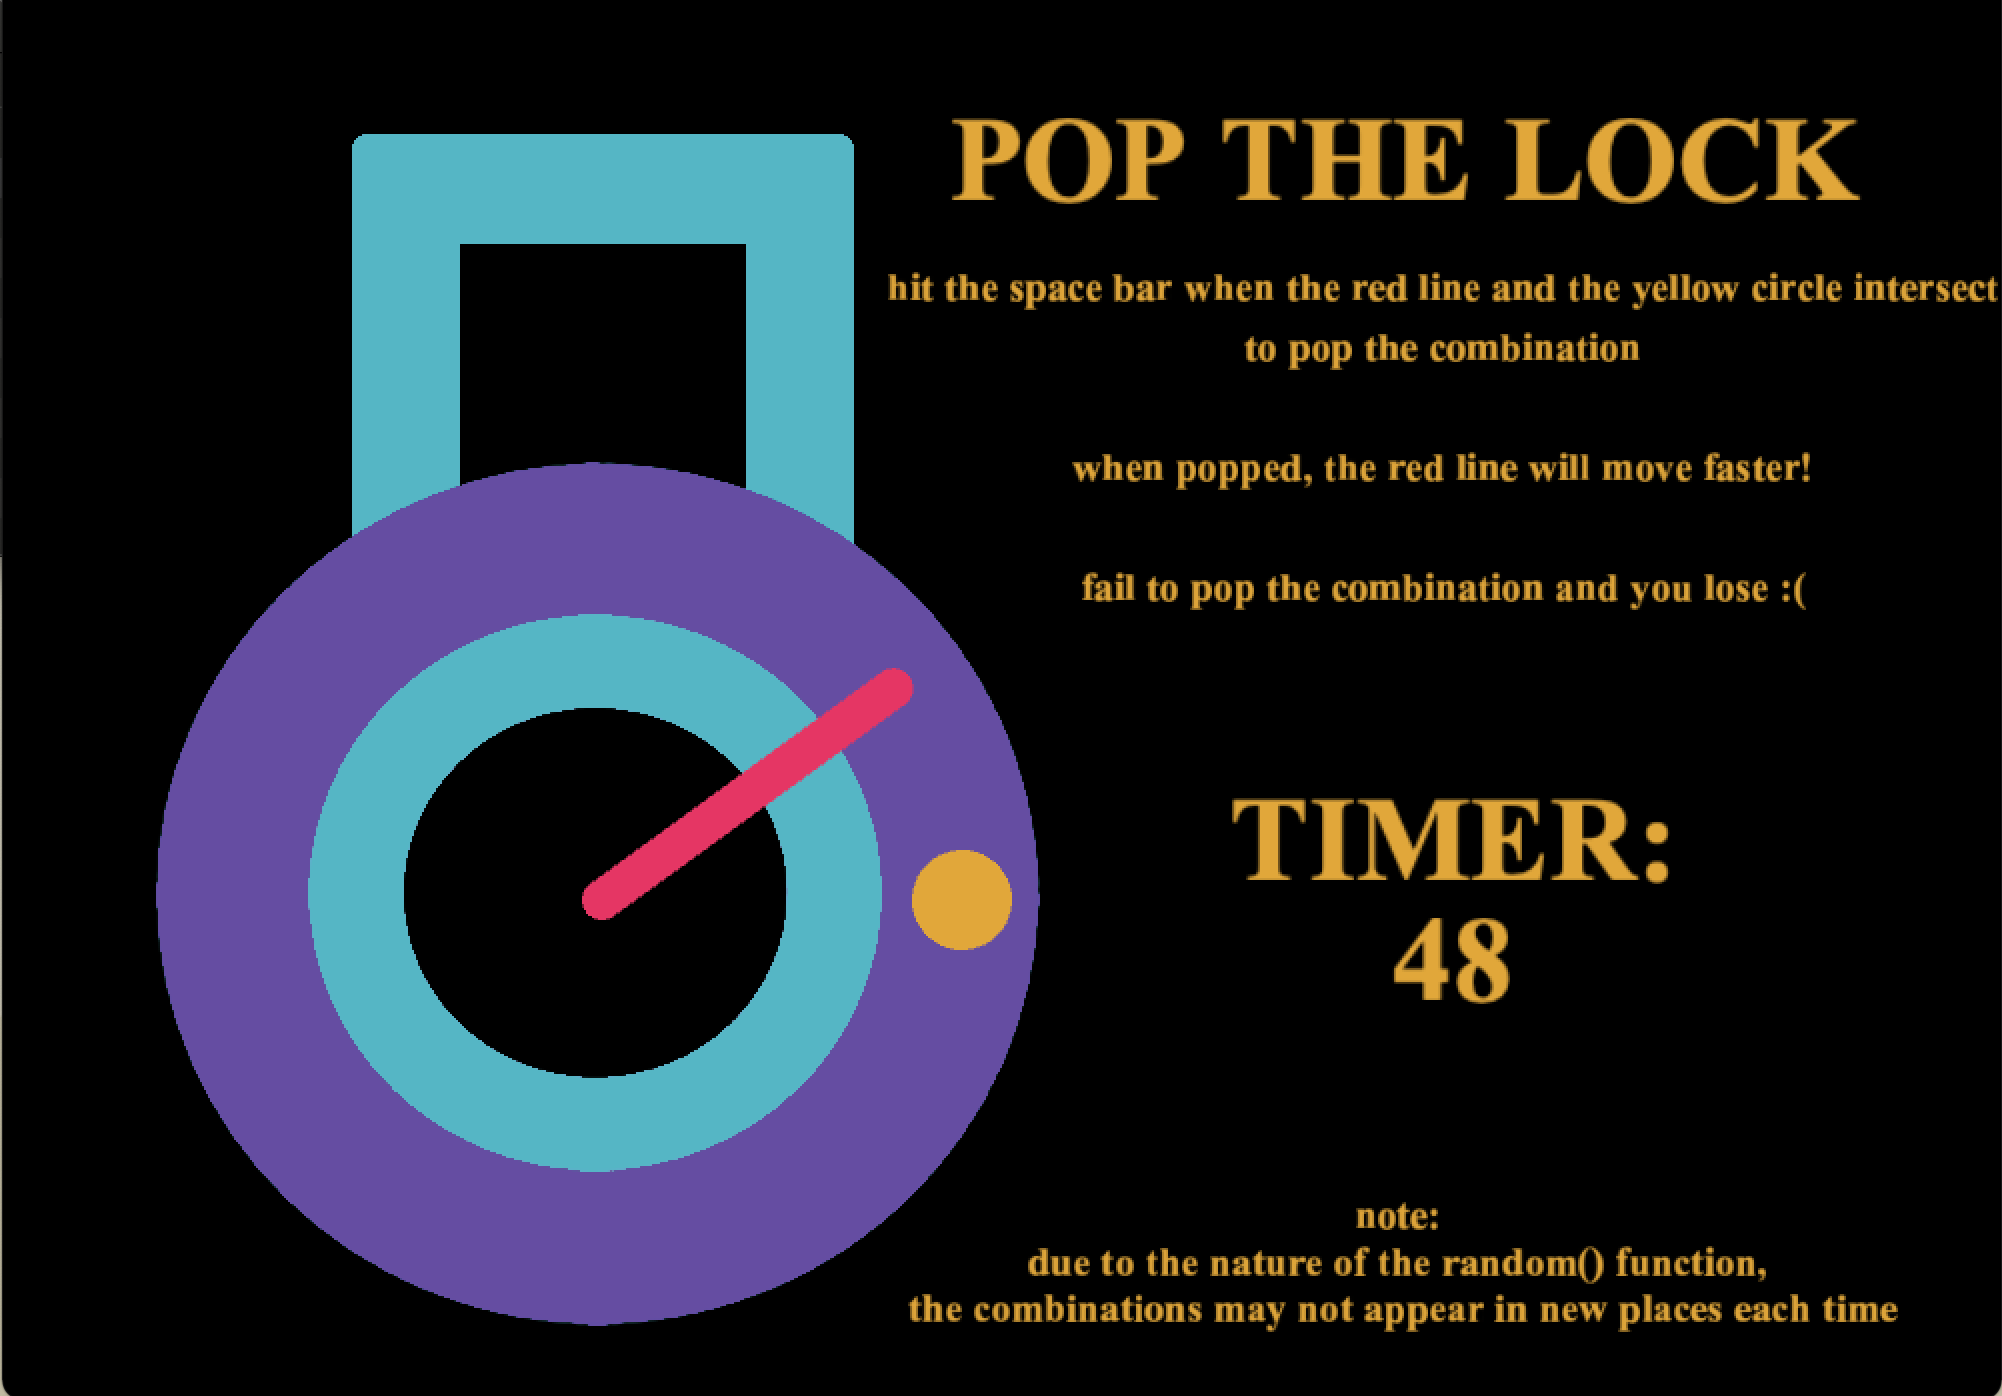 POP THE LOCK
hit the space bar when the red line and the yellow circle intersect
to pop the combination
when popped, the red line will move faster!
fail to pop the combination and you lose :(
TIMER:
48
note:
due to the nature of the random() function,
the combinations may not appear in new places each time